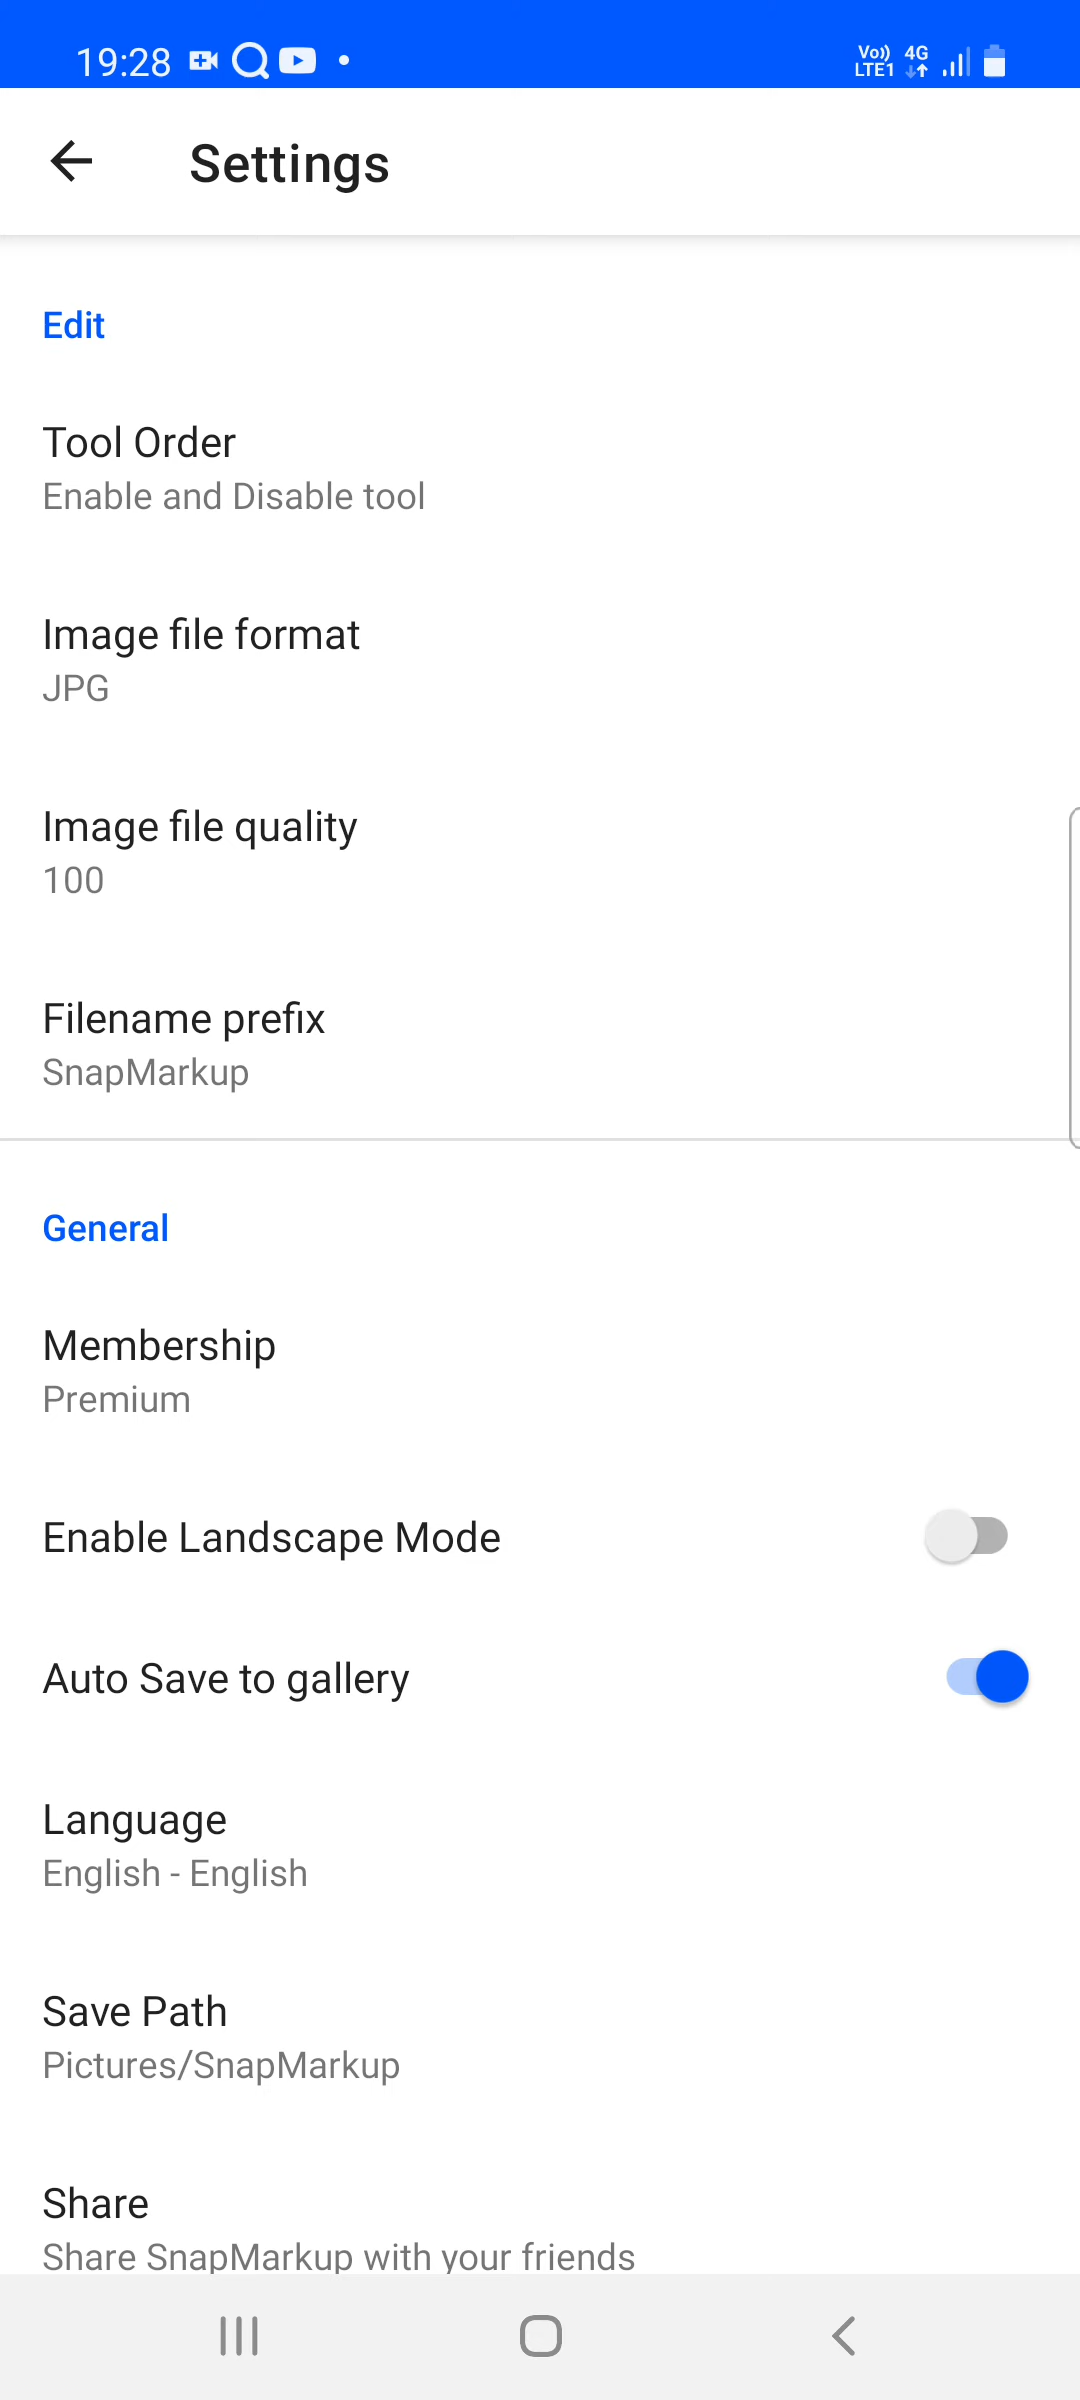 19:28
Vo)) 4G
LTE1
Settings
Edit
Tool Order
Enable and Disable tool
Image file format
JPG
Image file quality
100
Filename prefix
SnapMarkup
General
Membership
Premium
Enable Landscape Mode
Auto Save to gallery
Language
English - English
Save Path
Pictures/SnapMarkup
Share
Share SnapMarkup with your friends